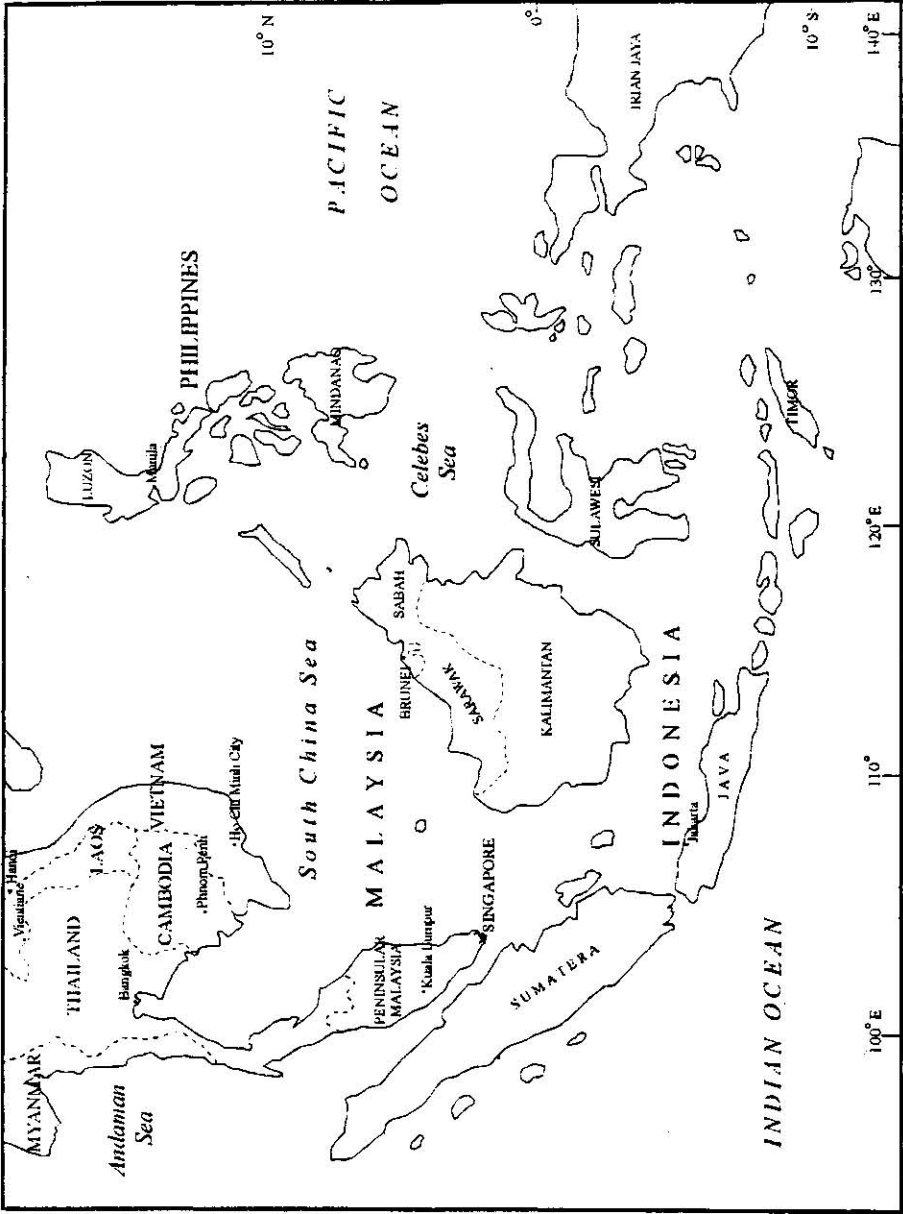 MYANMAR
Andaman
Sea
THAILAND
Vientiane
Hanoi
LAOS
Bangkok
CAMBODIA
VIETNAM
Phnom Penh
Ho Chi Minh City
South China Sea
LUZON
Manila
PHILIPPINES
MINDANAO
PACIFIC
OCEAN
10° N
MALAYSIA
PENINSULAR
MALAYSIA
Kuala Lumpur
SINGAPORE
BRUNEI
SABAH
SARAWAK
KALIMANTAN
Celebes
Sea
SULAWESI
0°
IRIAN JAYA
SUMATERA
INDONESIA
Jakarta
JAVA
TIMOR
INDIAN OCEAN
10° S
100° E
110°
120° E
130°
140° E